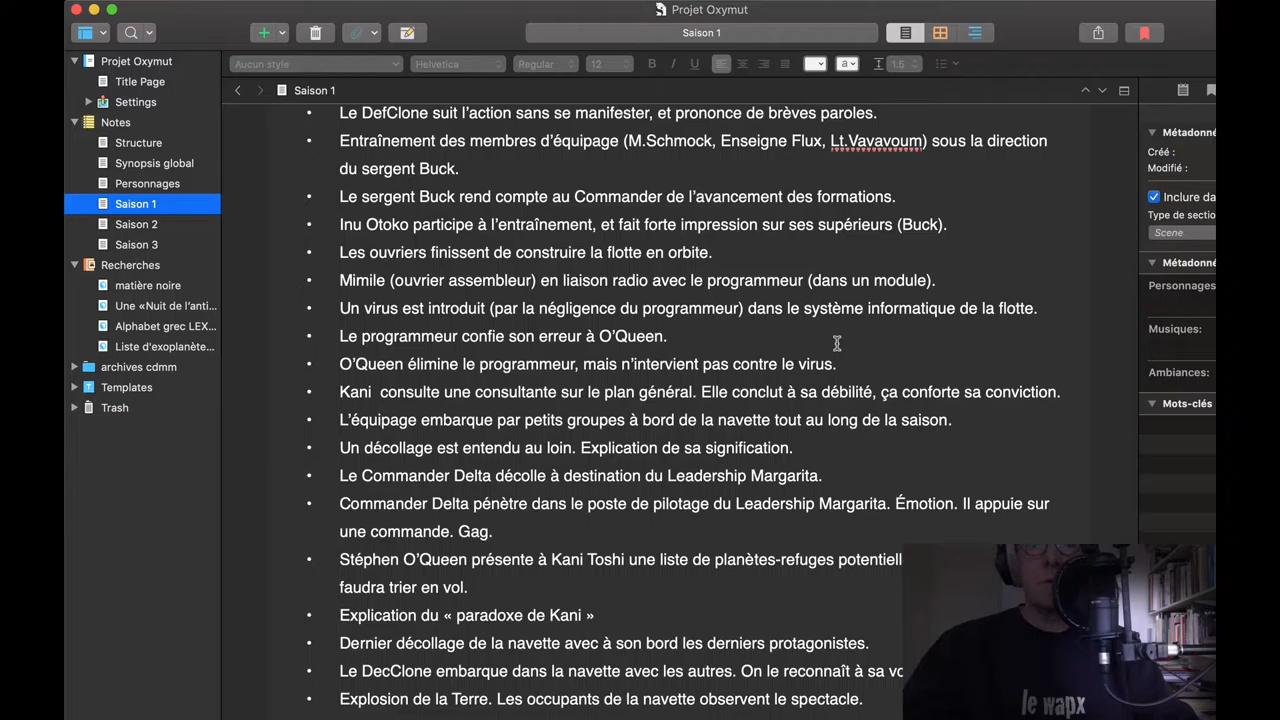 Projet Oxymut
Saison 1
Aucun style
Helvetica
Regular
12
B
I
U
a
1.5
Projet Oxymut
Title Page
Settings
Notes
Structure
Synopsis global
Personnages
Saison 1
Saison 2
Saison 3
Recherches
matière noire
Une «Nuit de l'anti...
Alphabet grec LEX...
Liste d'exoplanète...
archives cdmm
Templates
Trash
Saison 1
Le DefClone suit l'action sans se manifester, et prononce de brèves paroles.
Entraînement des membres d'équipage (M.Schmock, Enseigne Flux, Lt.Vavavoum) sous la direction
du sergent Buck.
Le sergent Buck rend compte au Commander de l'avancement des formations.
Inu Otoko participe à l'entraînement, et fait forte impression sur ses supérieurs (Buck).
Les ouvriers finissent de construire la flotte en orbite.
Mimile (ouvrier assembleur) en liaison radio avec le programmeur (dans un module).
Un virus est introduit (par la négligence du programmeur) dans le système informatique de la flotte.
Le programmeur confie son erreur à O'Queen.
O'Queen élimine le programmeur, mais n'intervient pas contre le virus.
Kani  consulte une consultante sur le plan général. Elle conclut à sa débilité, ça conforte sa conviction.
L'équipage embarque par petits groupes à bord de la navette tout au long de la saison.
Un décollage est entendu au loin. Explication de sa signification.
Le Commander Delta décolle à destination du Leadership Margarita.
Commander Delta pénètre dans le poste de pilotage du Leadership Margarita. Émotion. Il appuie sur
une commande. Gag.
Stéphen O'Queen présente à Kani Toshi une liste de planètes-refuges potentiell
faudra trier en vol.
Explication du « paradoxe de Kani »
Dernier décollage de la navette avec à son bord les derniers protagonistes.
Le DecClone embarque dans la navette avec les autres. On le reconnaît à sa vo
Explosion de la Terre. Les occupants de la navette observent le spectacle.
Métadonné
Créé :
Modifié :
Inclure da
Type de section
Scene
Métadonné
Personnages
Musiques:
Ambiances:
Mots-clés
le wapx